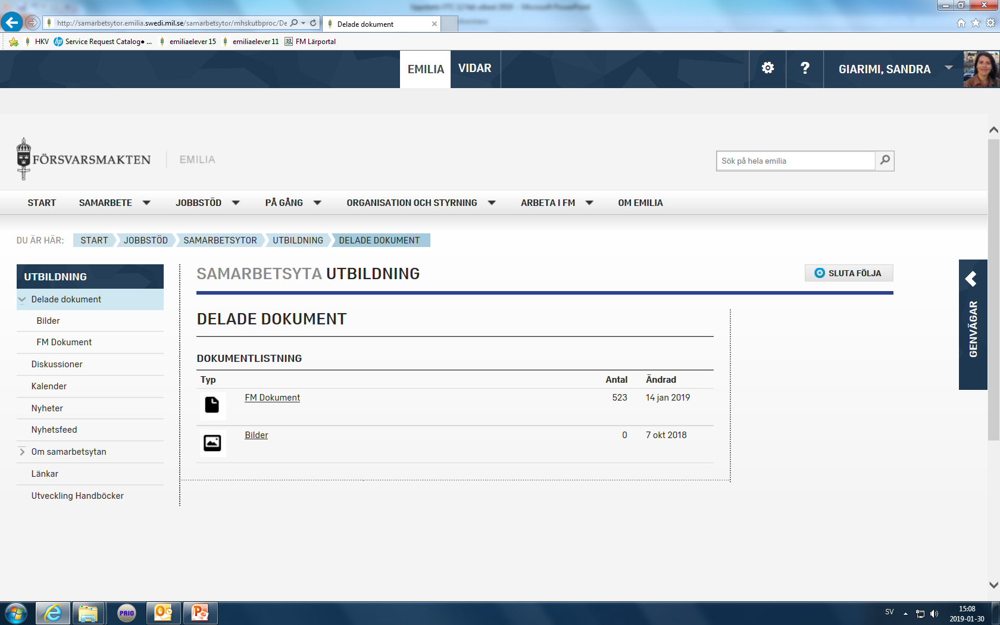 http://samarbetsytor.emilia.swedi.mil.se/samarbetsytor/mhskutbproc/De
Delade dokument
HKV
Service Request Catalog● ...
emiliaelever 15
emiliaelever 11
FM Lärportal
EMILIA
VIDAR
?
GIARIMI, SANDRA
FÖRSVARSMAKTEN
EMILIA
Sök på hela emilia
START
SAMARBETE
JOBBSTÖD
PÅ GÅNG
ORGANISATION OCH STYRNING
ARBETA I FM
OM EMILIA
DU ÄR HÄR:
START
JOBBSTÖD
SAMARBETSYTOR
UTBILDNING
DELADE DOKUMENT
UTBILDNING
Delade dokument
Bilder
FM Dokument
Diskussioner
Kalender
Nyheter
Nyhetsfeed
Om samarbetsytan
Länkar
Utveckling Handböcker
SAMARBETSYTA UTBILDNING
SLUTA FÖLJA
DELADE DOKUMENT
DOKUMENTLISTNING
Typ Antal Ändrad
FM Dokument 523 14 jan 2019
Bilder 0 7 okt 2018
GENVÄGAR
PRIO
SV
15:08
2019-01-30